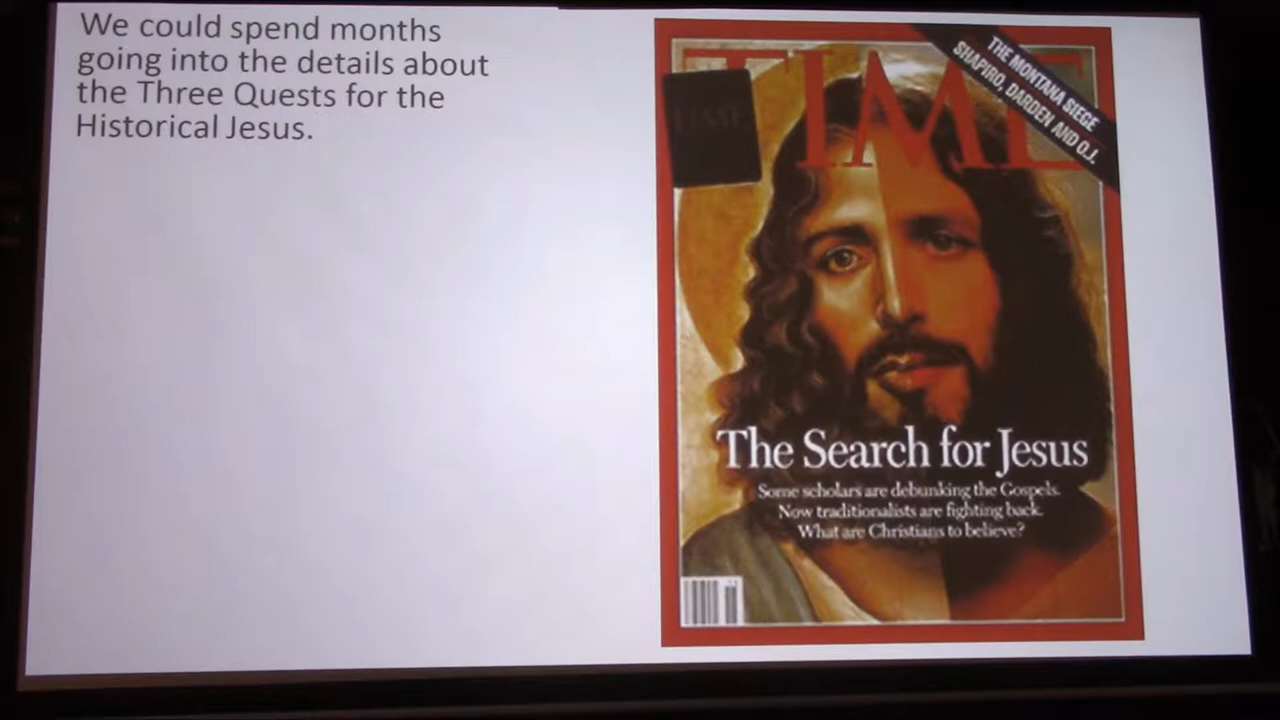 We could spend months
going into the details about
the Three Quests for the
Historical Jesus.
TIME
THE MONTANA SIEGE
SHAPIRO, DARDEN AND O.J.
TIME
The Search for Jesus
Some scholars are debunking the Gospels.
Now traditionalists are fighting back.
What are Christians to believe?